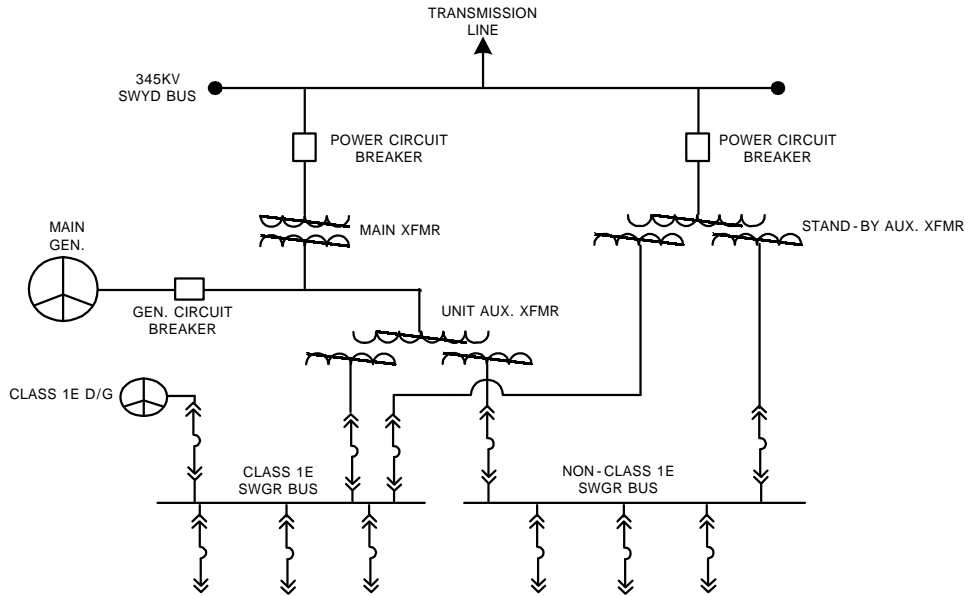 TRANSMISSION
LINE
345KV
SWYD BUS
POWER CIRCUIT
BREAKER
POWER CIRCUIT
BREAKER
MAIN
GEN.
MAIN XFMR
STAND-BY AUX. XFMR
GEN. CIRCUIT
BREAKER
UNIT AUX. XFMR
CLASS 1E D/G
CLASS 1E
SWGR BUS
NON-CLASS 1E
SWGR BUS